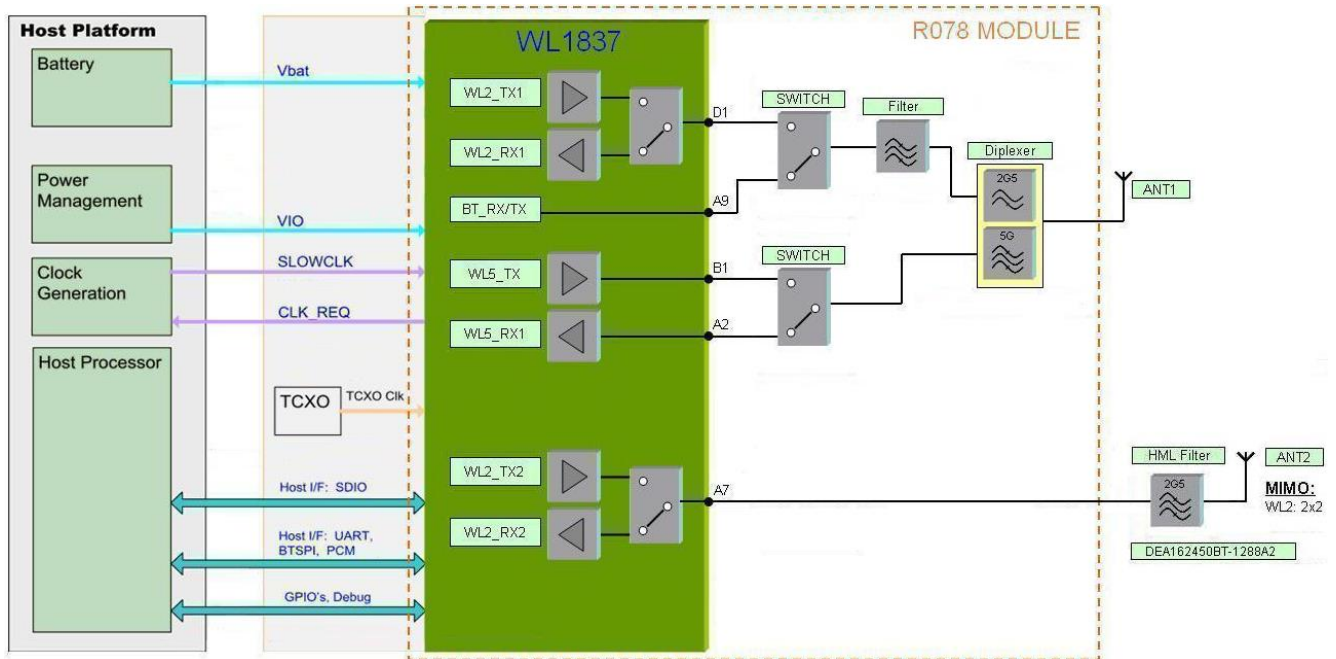 Host Platform
Battery
Power
Management
Clock
Generation
Host Processor
Vbat
VIO
SLOWCLK
CLK_REQ
TCXO
TCXO Clk
Host I/F: SDIO
Host I/F: UART,
BTSPI, PCM
GPIO's, Debug
WL1837
R078 MODULE
WL2_TX1
WL2_RX1
BT_RX/TX
WL5_TX
WL5_RX1
WL2_TX2
WL2_RX2
D1
A9
B1
A2
A7
SWITCH
Filter
Diplexer
2G5
5G
ANT1
SWITCH
HML Filter
2G5
ANT2
MIMO:
WL2: 2x2
DEA162450BT-1288A2